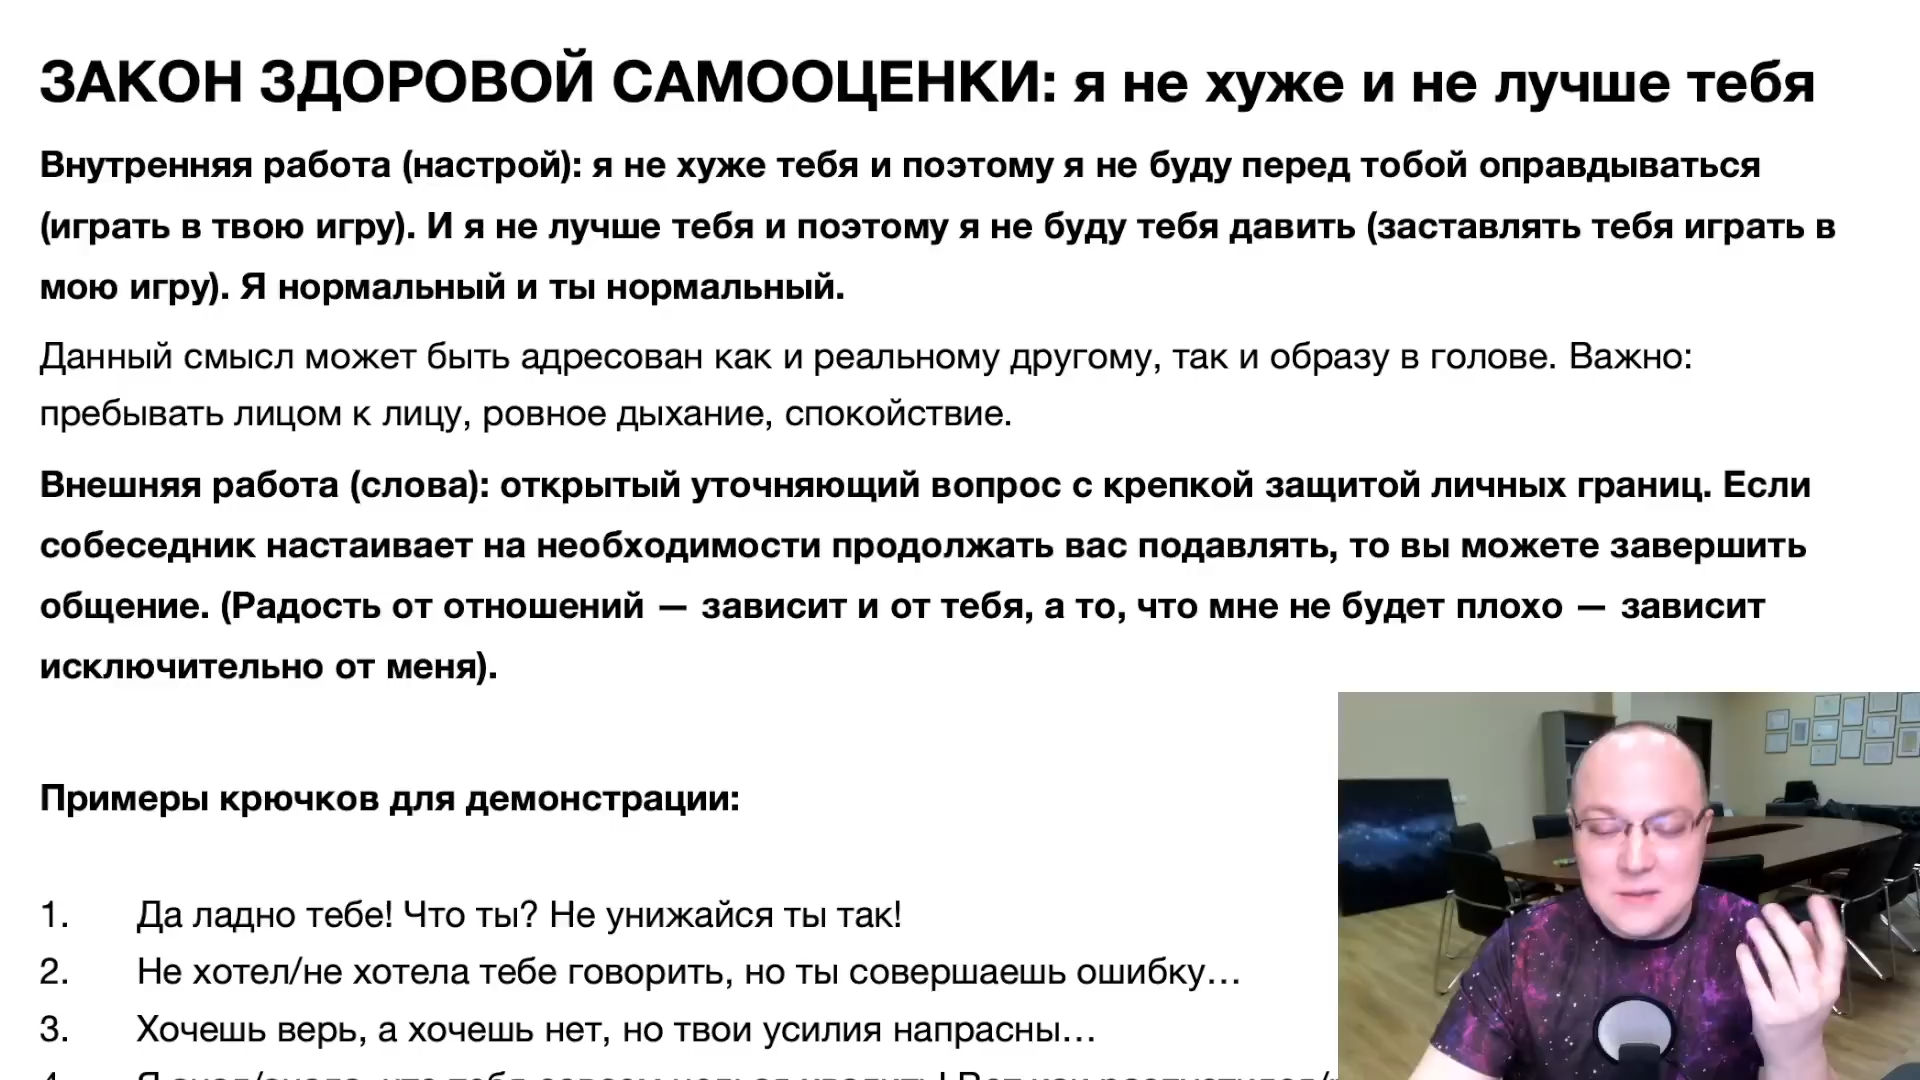 ЗАКОН ЗДОРОВОЙ САМООЦЕНКИ: я не хуже и не лучше тебя
Внутренняя работа (настрой): я не хуже тебя и поэтому я не буду перед тобой оправдываться
(играть в твою игру). И я не лучше тебя и поэтому я не буду тебя давить (заставлять тебя играть в
мою игру). Я нормальный и ты нормальный.
Данный смысл может быть адресован как и реальному другому, так и образу в голове. Важно:
пребывать лицом к лицу, ровное дыхание, спокойствие.
Внешняя работа (слова): открытый уточняющий вопрос с крепкой защитой личных границ. Если
собеседник настаивает на необходимости продолжать вас подавлять, то вы можете завершить
общение. (Радость от отношений — зависит и от тебя, а то, что мне не будет плохо — зависит
исключительно от меня).
Примеры крючков для демонстрации:
1. Да ладно тебе! Что ты? Не унижайся ты так!
2. Не хотел/не хотела тебе говорить, но ты совершаешь ошибку…
3. Хочешь верь, а хочешь нет, но твои усилия напрасны…